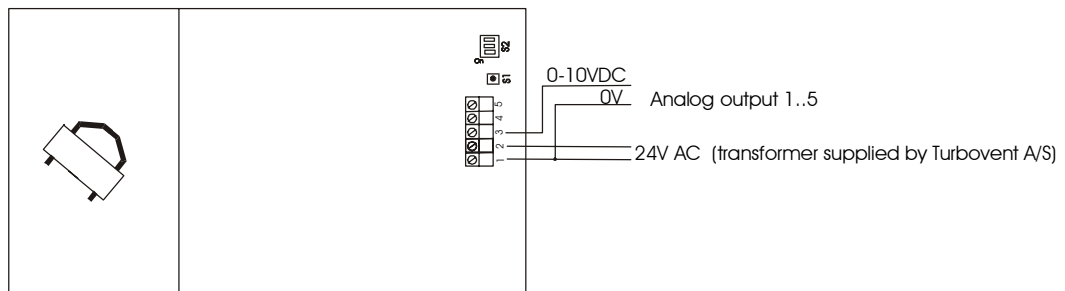 S2
On
S1
5
4
3
2
1
0-10VDC
0V
Analog output 1..5
24V AC (transformer supplied by Turbovent A/S)